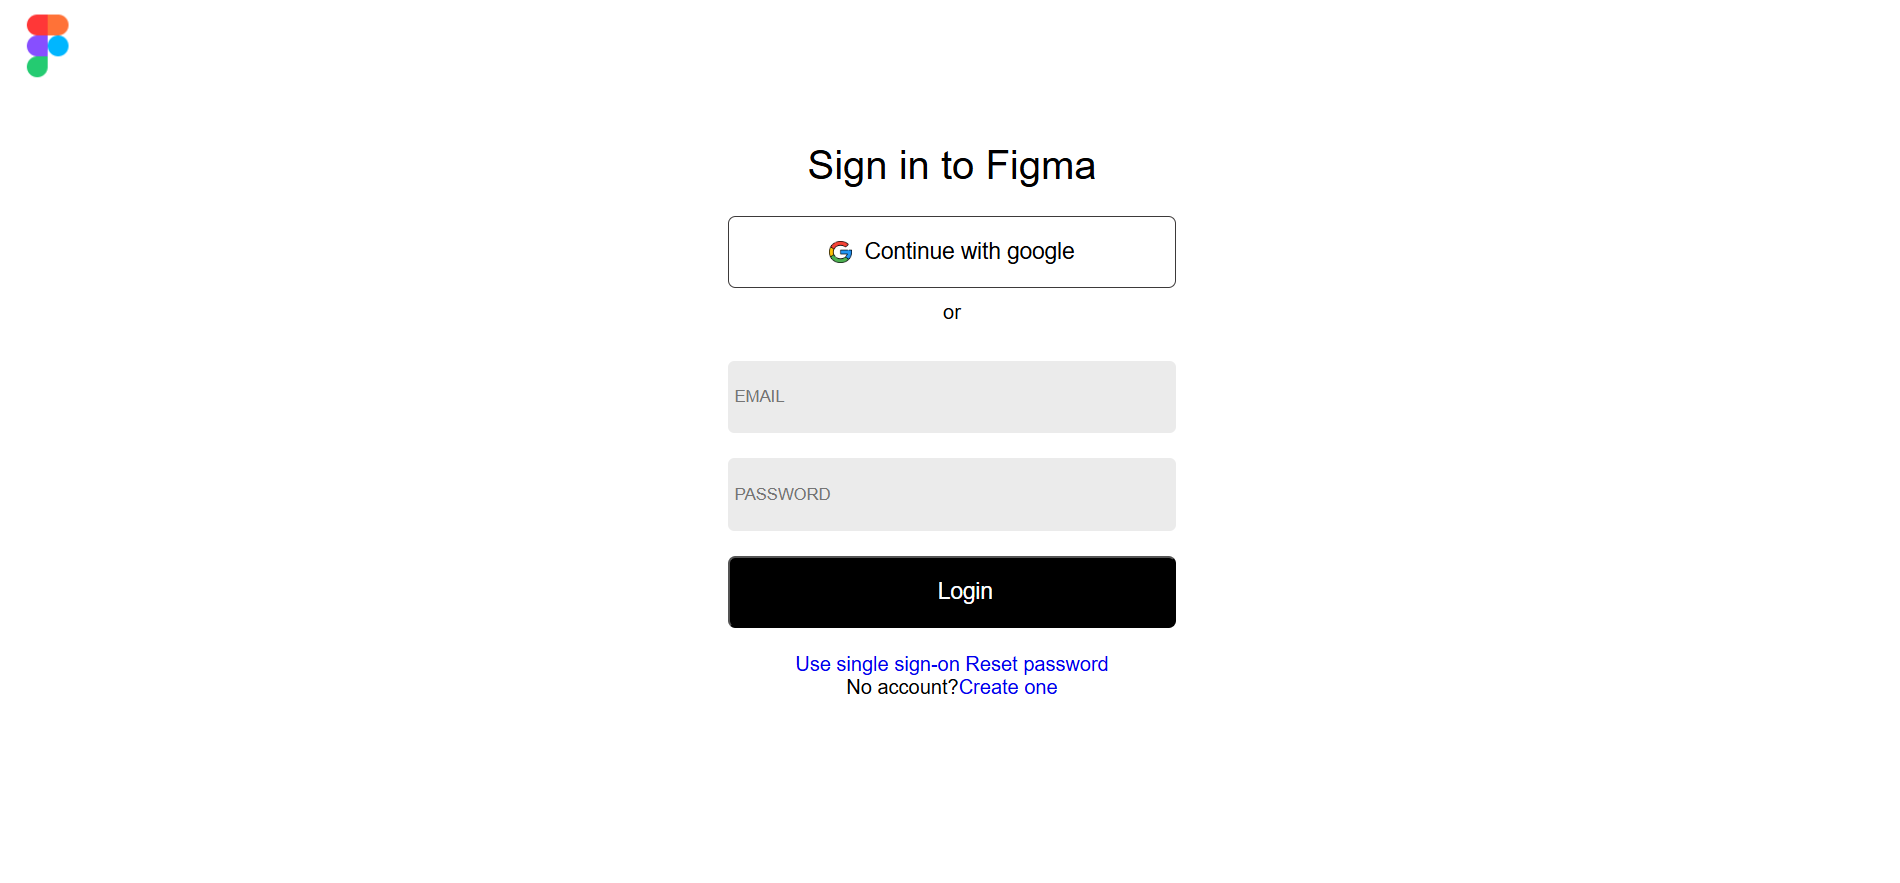 Sign in to Figma
Continue with google
or
EMAIL
PASSWORD
Login
Use single sign-on Reset password
No account?Create one